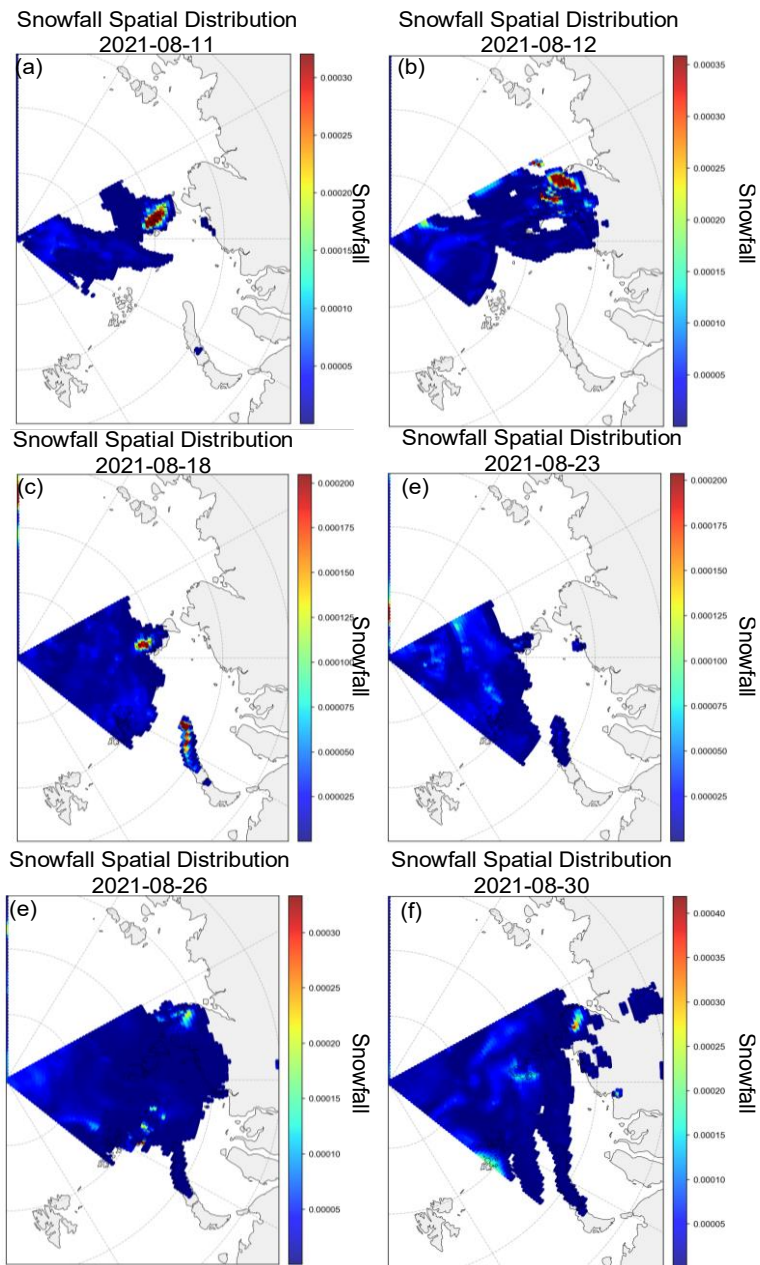 Snowfall Spatial Distribution
2021-08-11
(a)
0.00030
0.00025
0.00020
0.00015
0.00010
0.00005
Snowfall
Snowfall Spatial Distribution
2021-08-12
(b)
0.00035
0.00030
0.00025
0.00020
0.00015
0.00010
0.00005
Snowfall
Snowfall Spatial Distribution
2021-08-18
(c)
0.000200
0.000175
0.000150
0.000125
0.000100
0.000075
0.000050
0.000025
Snowfall
Snowfall Spatial Distribution
2021-08-23
(e)
0.000200
0.000175
0.000150
0.000125
0.000100
0.000075
0.000050
0.000025
Snowfall
Snowfall Spatial Distribution
2021-08-26
(e)
0.00030
0.00025
0.00020
0.00015
0.00010
0.00005
Snowfall
Snowfall Spatial Distribution
2021-08-30
(f)
0.00040
0.00035
0.00030
0.00025
0.00020
0.00015
0.00010
0.00005
Snowfall